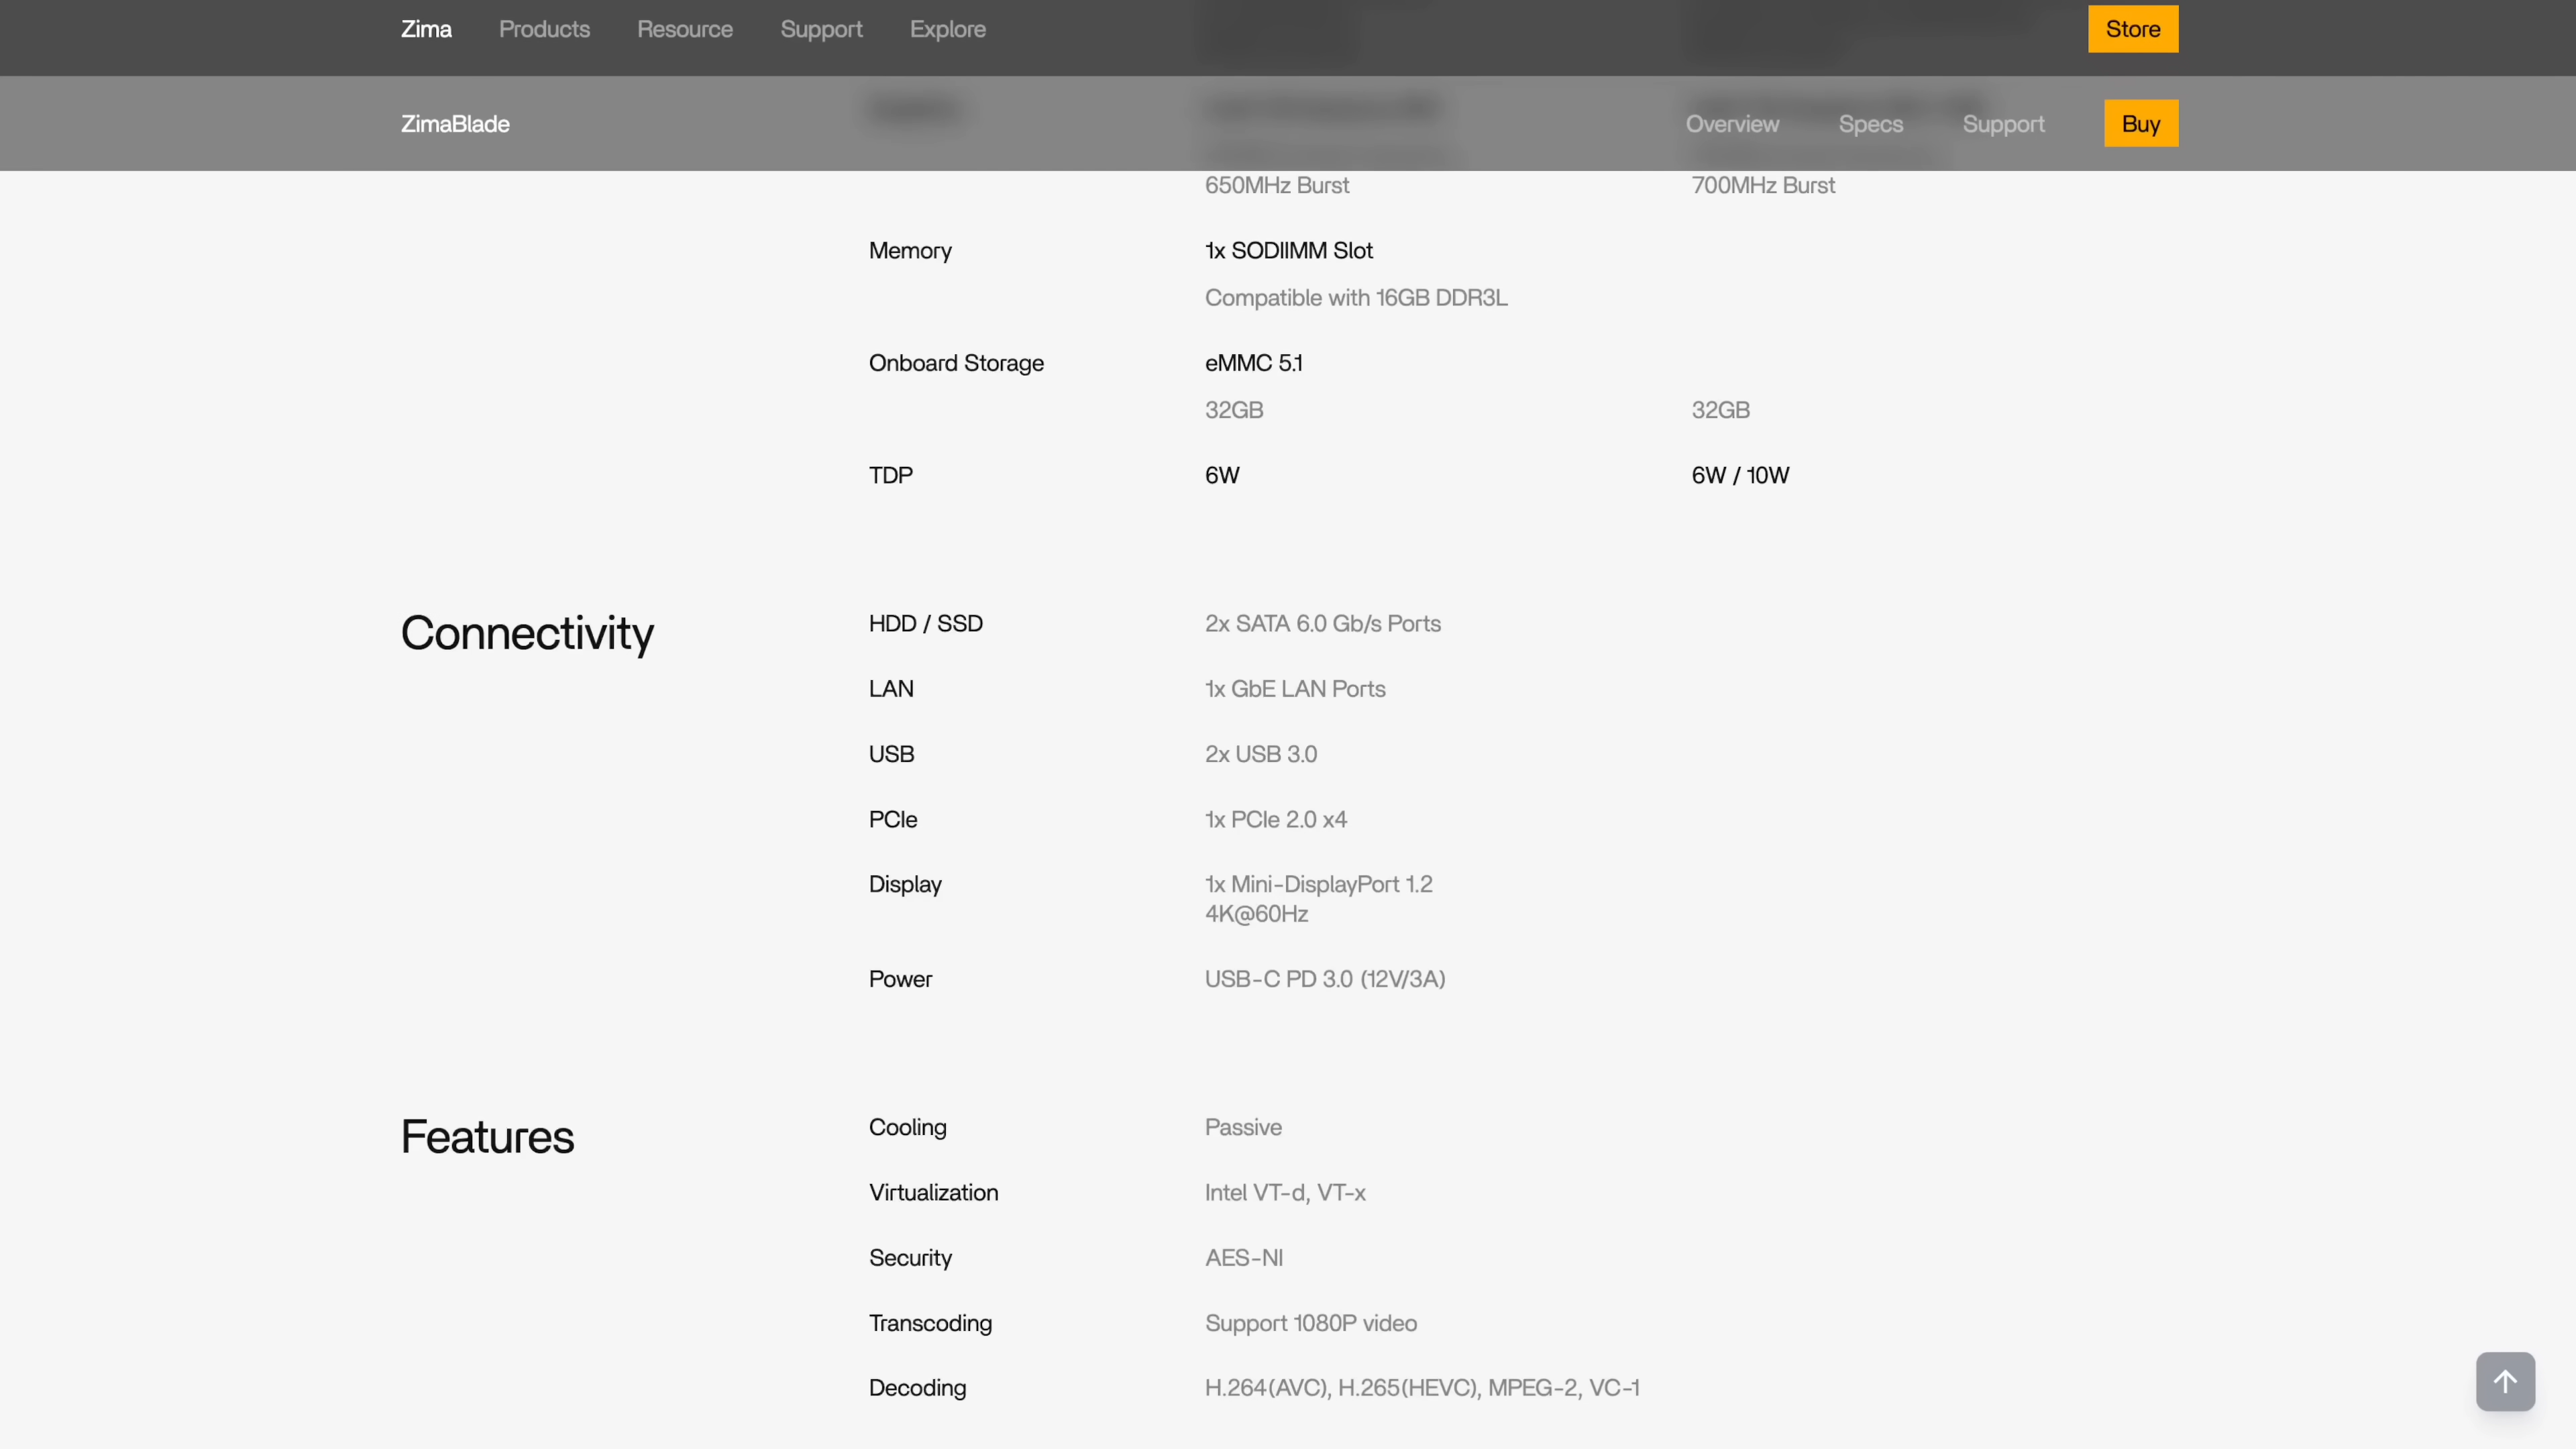 Zima Products Resource Support Explore Store
ZimaBlade Overview Specs Support Buy
650MHz Burst 700MHz Burst
Memory 1x SODIIMM Slot
Compatible with 16GB DDR3L
Onboard Storage eMMC 5.1
32GB 32GB
TDP 6W 6W / 10W
Connectivity HDD / SSD 2x SATA 6.0 Gb/s Ports
LAN 1x GbE LAN Ports
USB 2x USB 3.0
PCIe 1x PCIe 2.0 x4
Display 1x Mini-DisplayPort 1.2
4K@60Hz
Power USB-C PD 3.0 (12V/3A)
Features Cooling Passive
Virtualization Intel VT-d, VT-x
Security AES-NI
Transcoding Support 1080P video
Decoding H.264(AVC), H.265(HEVC), MPEG-2, VC-1